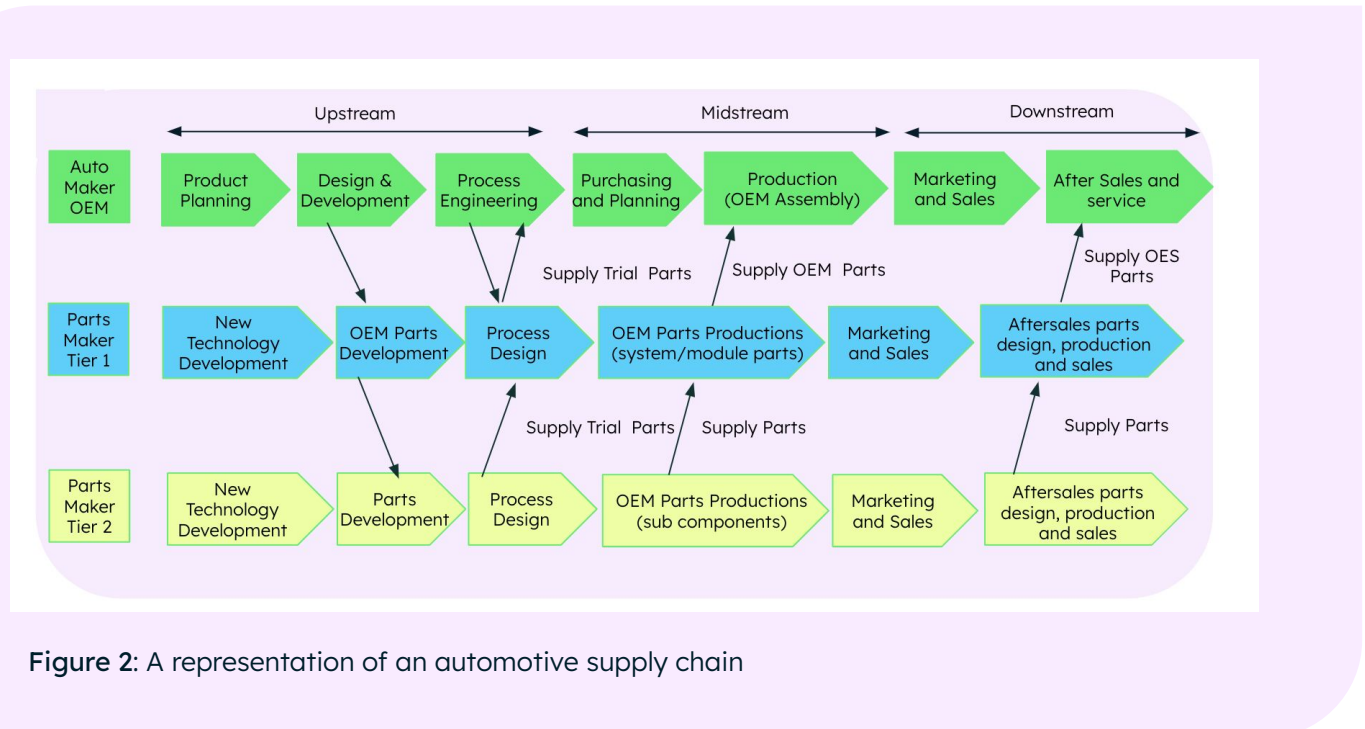 Upstream
Midstream
Downstream
Auto
Maker
OEM
Product
Planning
Design &
Development
Process
Engineering
Purchasing
and Planning
Production
(OEM Assembly)
Marketing
and Sales
After Sales and
service
Supply Trial Parts
Supply OEM Parts
Supply OES
Parts
Parts
Maker
Tier 1
New
Technology
Development
OEM Parts
Development
Process
Design
OEM Parts Productions
(system/module parts)
Marketing
and Sales
Aftersales parts
design, production
and sales
Supply Trial Parts
Supply Parts
Supply Parts
Parts
Maker
Tier 2
New
Technology
Development
Parts
Development
Process
Design
OEM Parts Productions
(sub components)
Marketing
and Sales
Aftersales parts
design, production
and sales
Figure 2: A representation of an automotive supply chain